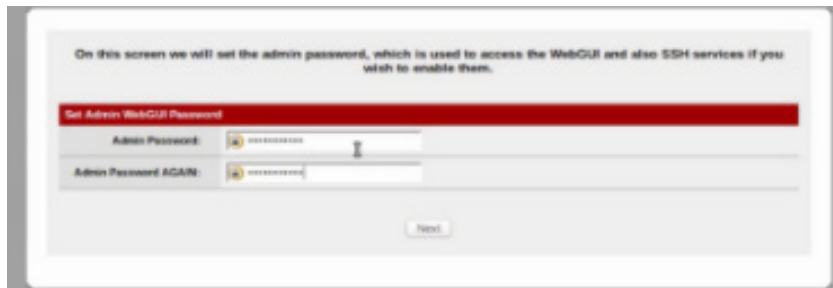 On this screen we will set the admin password, which is used to access the WebGUI and also SSH services if you
wish to enable them.
Set Admin WebGUI Password
Admin Password:
Admin Password AGAIN:
Next